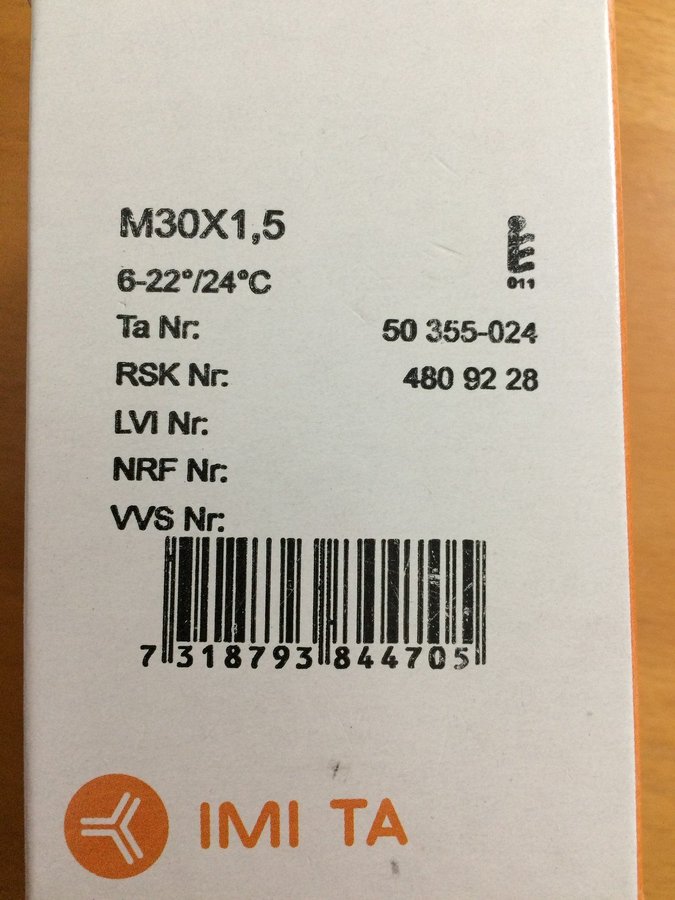 M30X1,5
6-22°/24°C
011
Ta Nr: 50 355-024
RSK Nr: 480 92 28
LVI Nr:
NRF Nr:
VVS Nr:
7 318793 844705
IMI TA